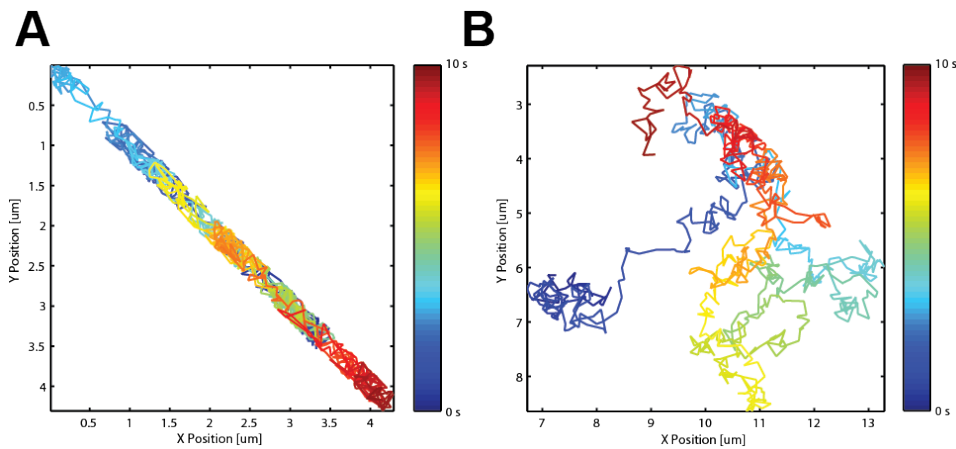 A
B
10 s
10 s
0.5
1
1.5
2
2.5
3
3.5
4
Y Position [um]
3
4
5
6
7
8
Y Position [um]
0 s
0 s
0.5 1 1.5 2 2.5 3 3.5 4
X Position [um]
7 8 9 10 11 12 13
X Position [um]